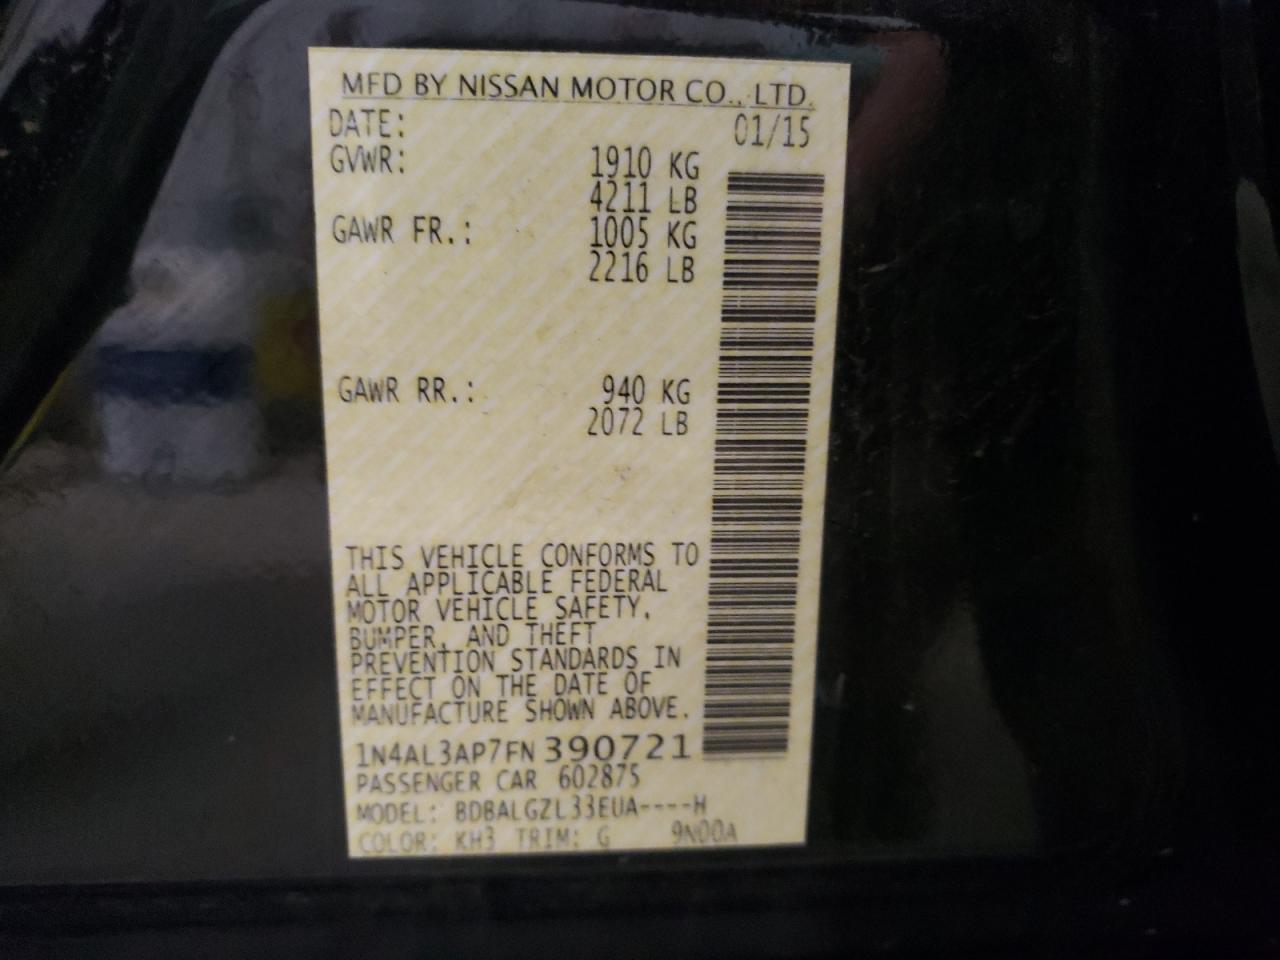 MFD BY NISSAN MOTOR CO., LTD.
DATE: 01/15
GVWR: 1910 KG
4211 LB
GAWR FR.: 1005 KG
2216 LB
GAWR RR.: 940 KG
2072 LB
THIS VEHICLE CONFORMS TO
ALL APPLICABLE FEDERAL
MOTOR VEHICLE SAFETY,
BUMPER, AND THEFT
PREVENTION STANDARDS IN
EFFECT ON THE DATE OF
MANUFACTURE SHOWN ABOVE.
1N4AL3AP7FN 390721
PASSENGER CAR 602875
MODEL: BDBALGZL33EUA----H
COLOR: KH3 TRIM: G 9N00A